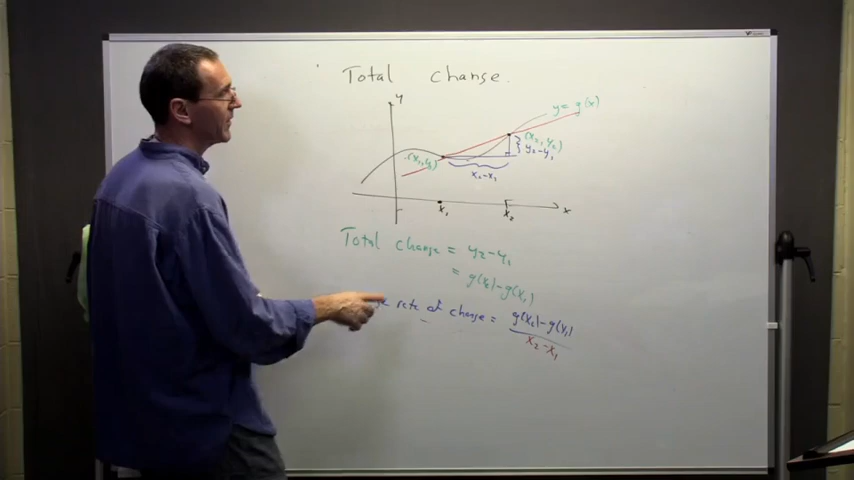 Total change.
y
y = g(x)
(x₁, y₁)
(x₂, y₂)
y₂-y₁
x₂-x₁
x₁
x₂
x
Total change = y₂-y₁
= g(x₂)-g(x₁)
rate of change = g(x₂)-g(x₁)
x₂-x₁